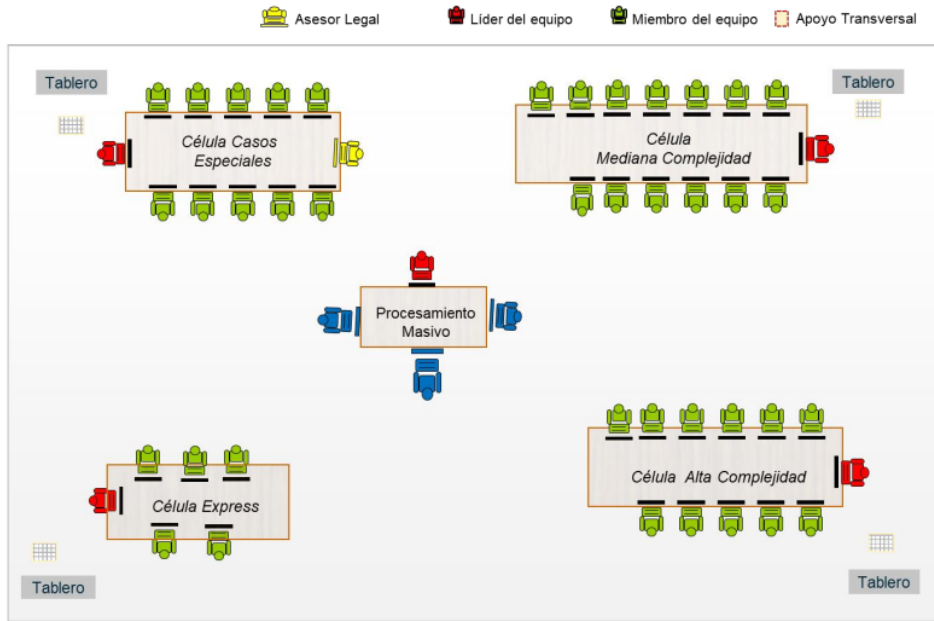 Asesor Legal
Líder del equipo
Miembro del equipo
Apoyo Transversal
Tablero
Tablero
Célula Casos
Especiales
Célula
Mediana Complejidad
Procesamiento
Masivo
Célula Express
Célula Alta Complejidad
Tablero
Tablero